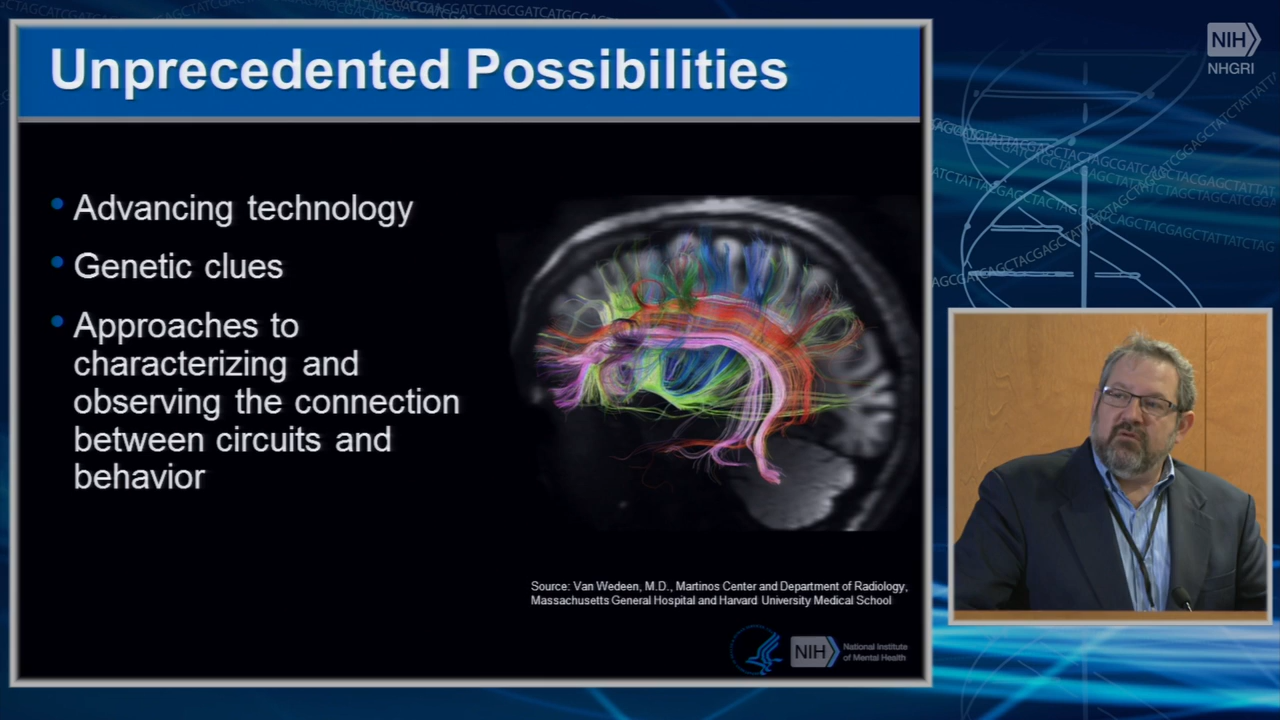 Unprecedented Possibilities
• Advancing technology
• Genetic clues
• Approaches to
characterizing and
observing the connection
between circuits and
behavior
Source: Van Wedeen, M.D., Martinos Center and Department of Radiology,
Massachusetts General Hospital and Harvard University Medical School
NIH
National Institute
of Mental Health
NIH
NHGRI